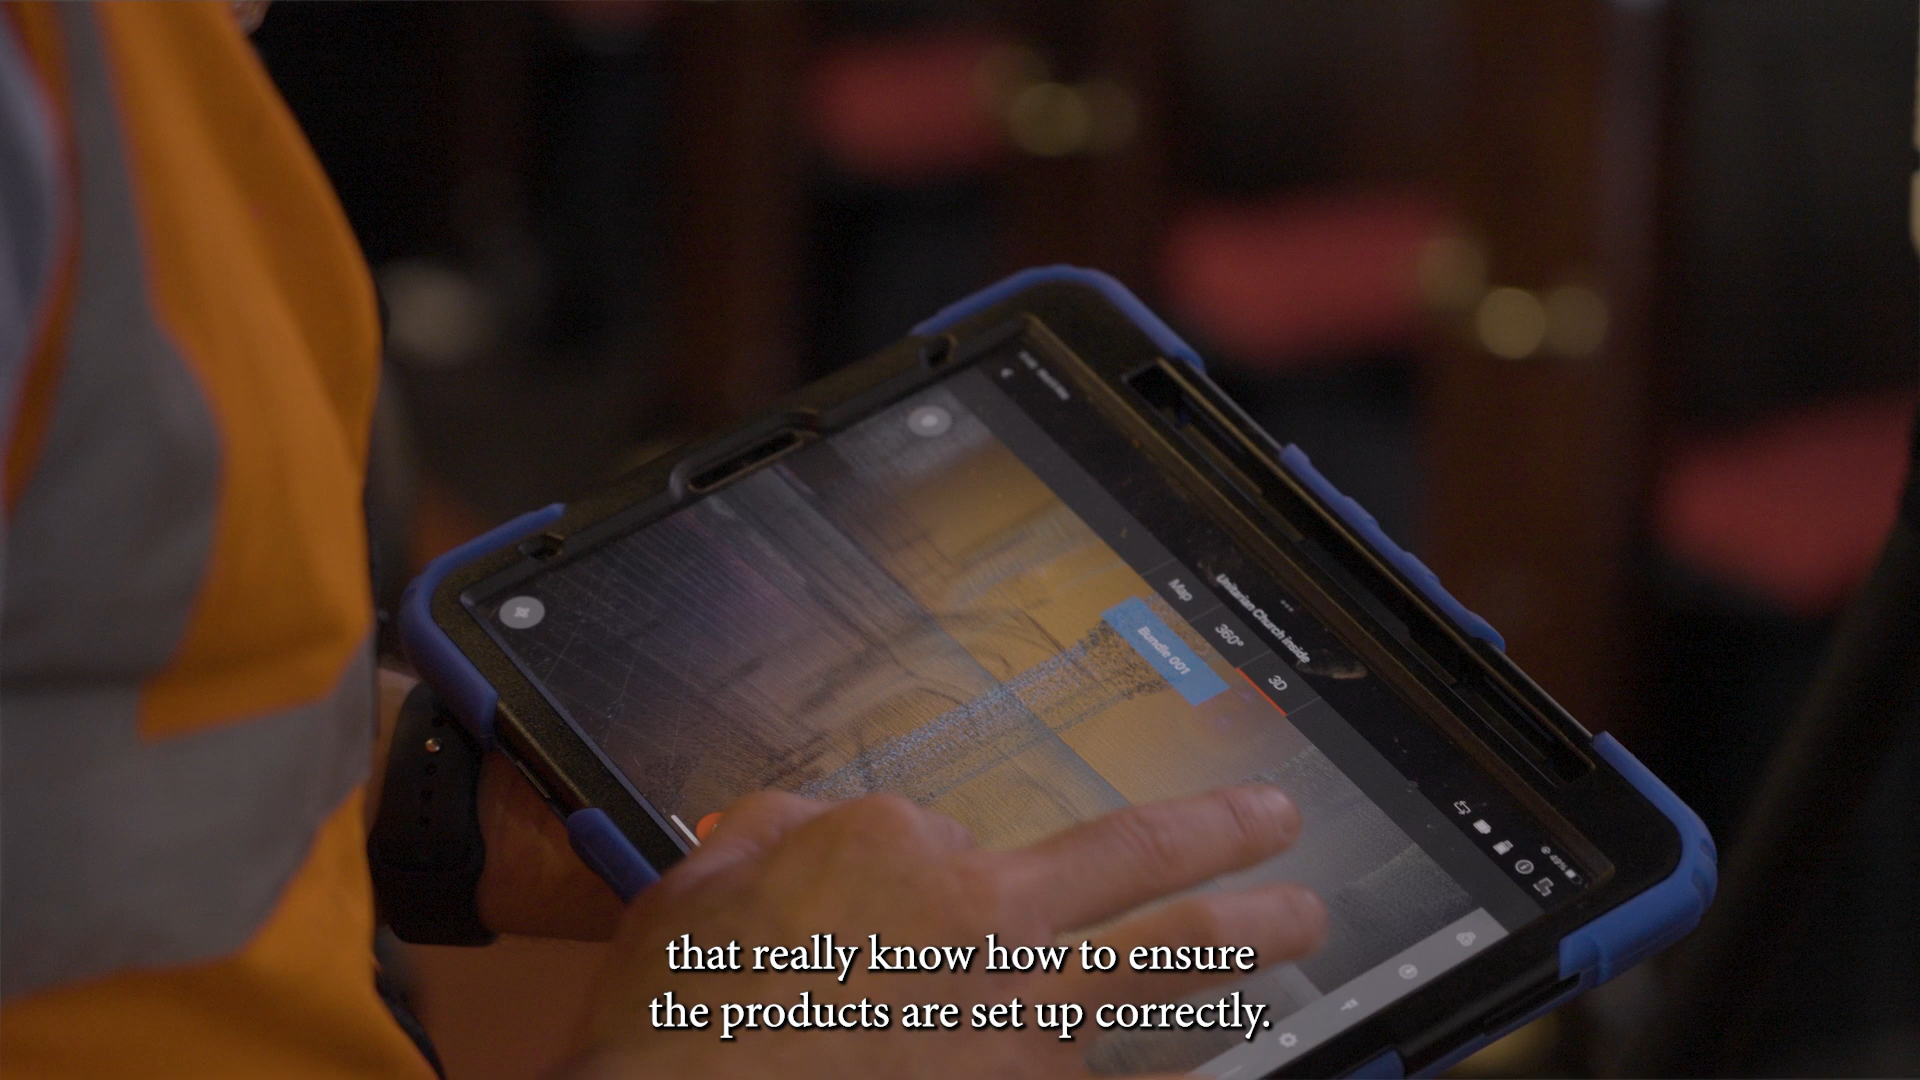 Unitarian Church inside
Map
360°
3D
Bundle 001
that really know how to ensure
the products are set up correctly.